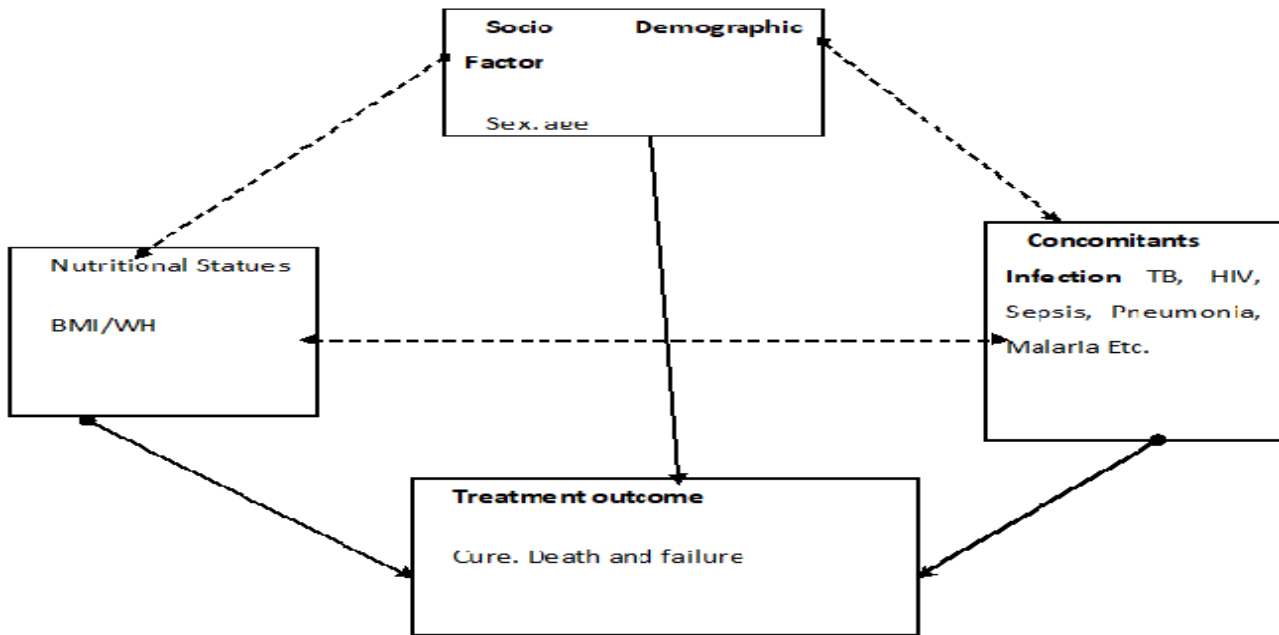 Socio Demographic
Factor
Sex. age
Nutritional Statues
BMI/WH
Concomitants
Infection TB, HIV,
Sepsis, Pneumonia,
Malaria Etc.
Treatment outcome
Cure. Death and failure